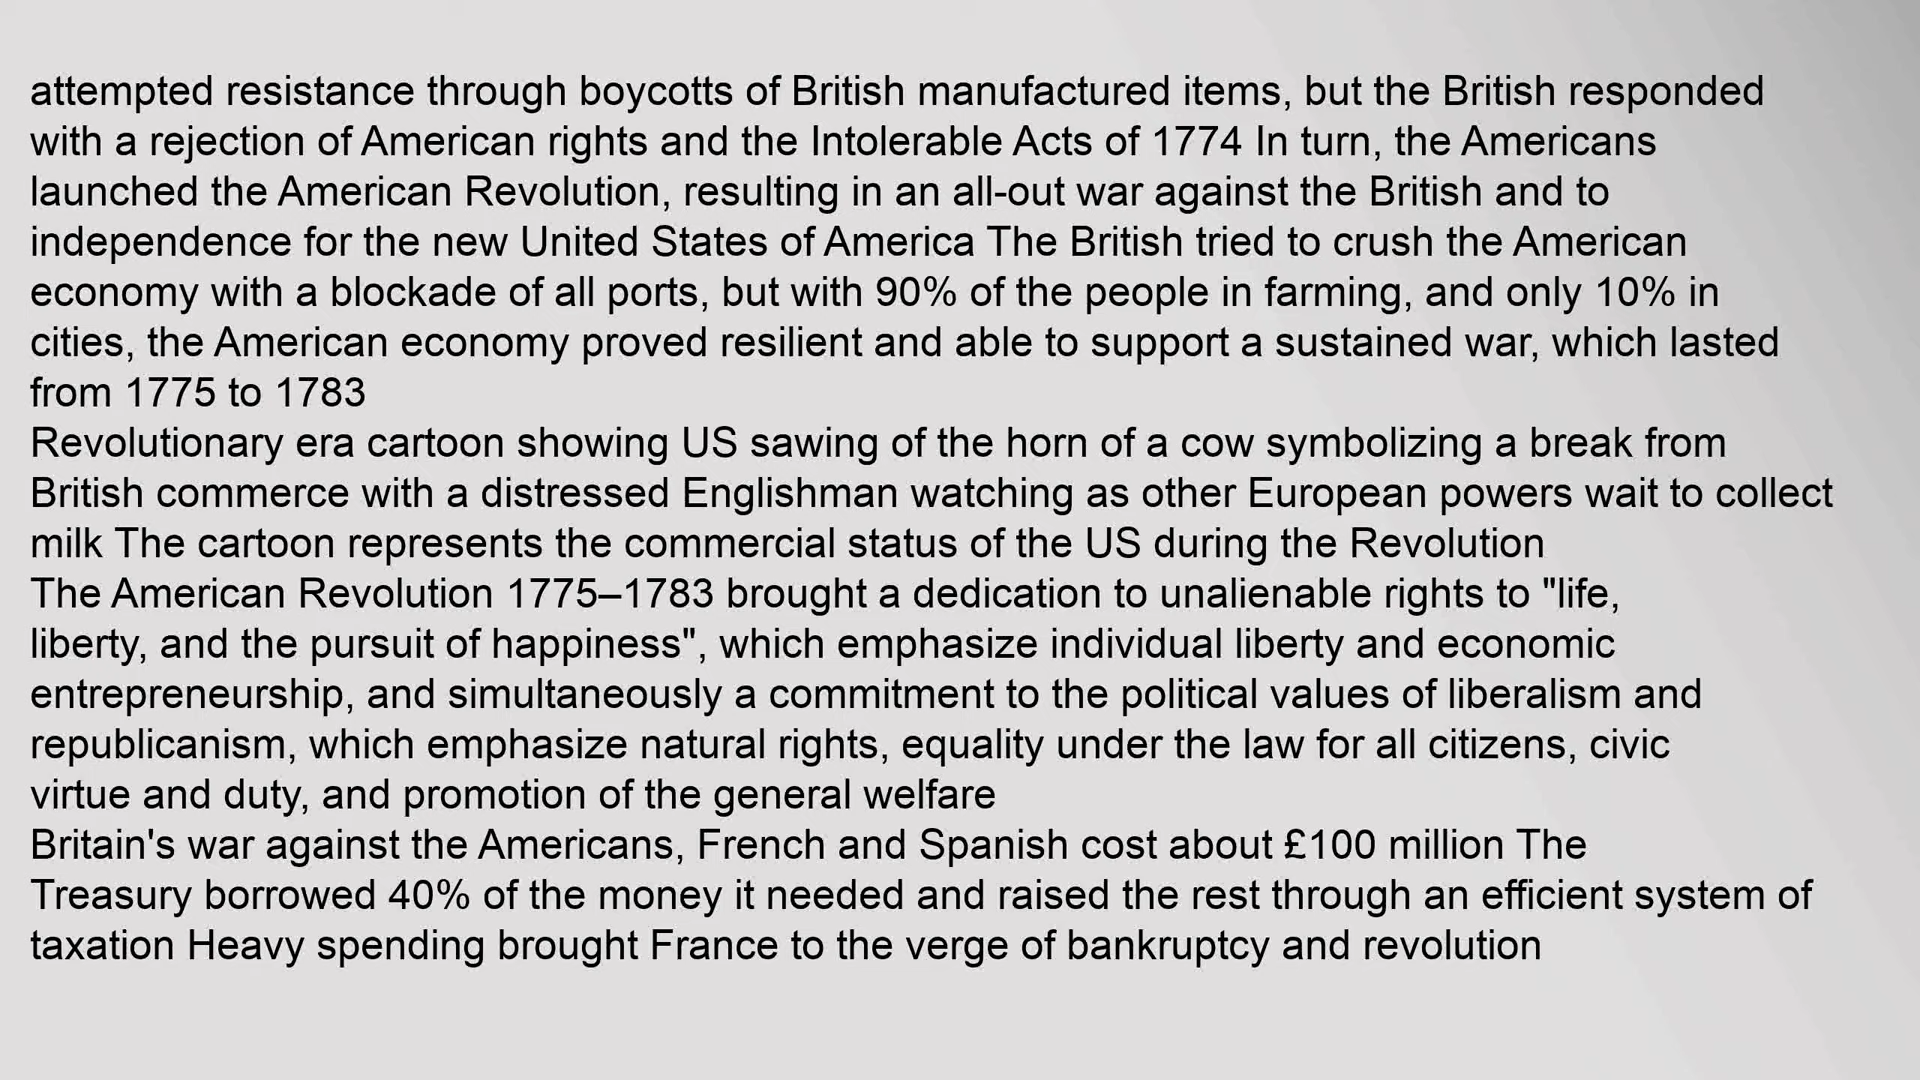 attempted resistance through boycotts of British manufactured items, but the British responded
with a rejection of American rights and the Intolerable Acts of 1774 In turn, the Americans
launched the American Revolution, resulting in an all-out war against the British and to
independence for the new United States of America The British tried to crush the American
economy with a blockade of all ports, but with 90% of the people in farming, and only 10% in
cities, the American economy proved resilient and able to support a sustained war, which lasted
from 1775 to 1783
Revolutionary era cartoon showing US sawing of the horn of a cow symbolizing a break from
British commerce with a distressed Englishman watching as other European powers wait to collect
milk The cartoon represents the commercial status of the US during the Revolution
The American Revolution 1775–1783 brought a dedication to unalienable rights to "life,
liberty, and the pursuit of happiness", which emphasize individual liberty and economic
entrepreneurship, and simultaneously a commitment to the political values of liberalism and
republicanism, which emphasize natural rights, equality under the law for all citizens, civic
virtue and duty, and promotion of the general welfare
Britain's war against the Americans, French and Spanish cost about £100 million The
Treasury borrowed 40% of the money it needed and raised the rest through an efficient system of
taxation Heavy spending brought France to the verge of bankruptcy and revolution